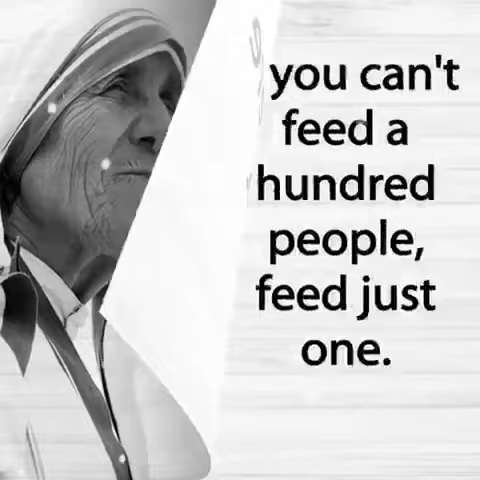 you can't
feed a
hundred
people,
feed just
one.